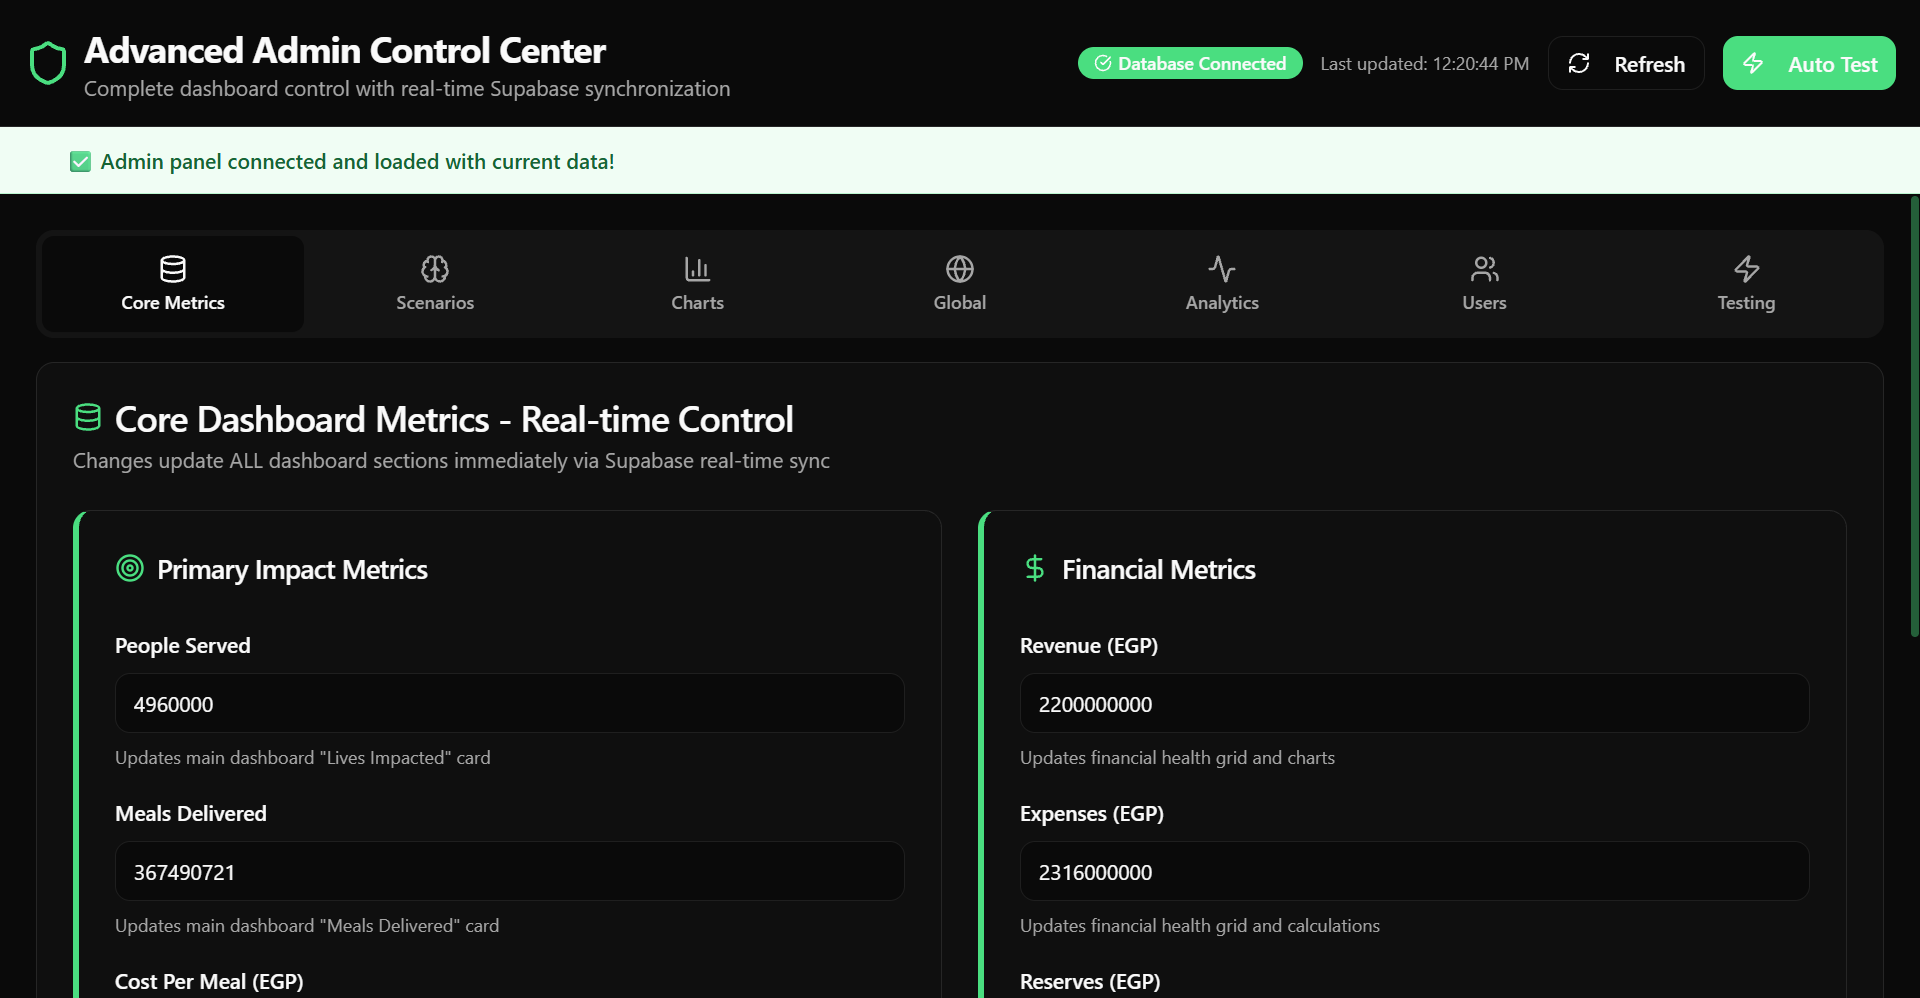 Advanced Admin Control Center
Complete dashboard control with real-time Supabase synchronization
Database Connected
Last updated: 12:20:44 PM
Refresh
Auto Test
Admin panel connected and loaded with current data!
Core Metrics
Scenarios
Charts
Global
Analytics
Users
Testing
Core Dashboard Metrics - Real-time Control
Changes update ALL dashboard sections immediately via Supabase real-time sync
Primary Impact Metrics
People Served
4960000
Updates main dashboard "Lives Impacted" card
Meals Delivered
367490721
Updates main dashboard "Meals Delivered" card
Cost Per Meal (EGP)
Financial Metrics
Revenue (EGP)
2200000000
Updates financial health grid and charts
Expenses (EGP)
2316000000
Updates financial health grid and calculations
Reserves (EGP)